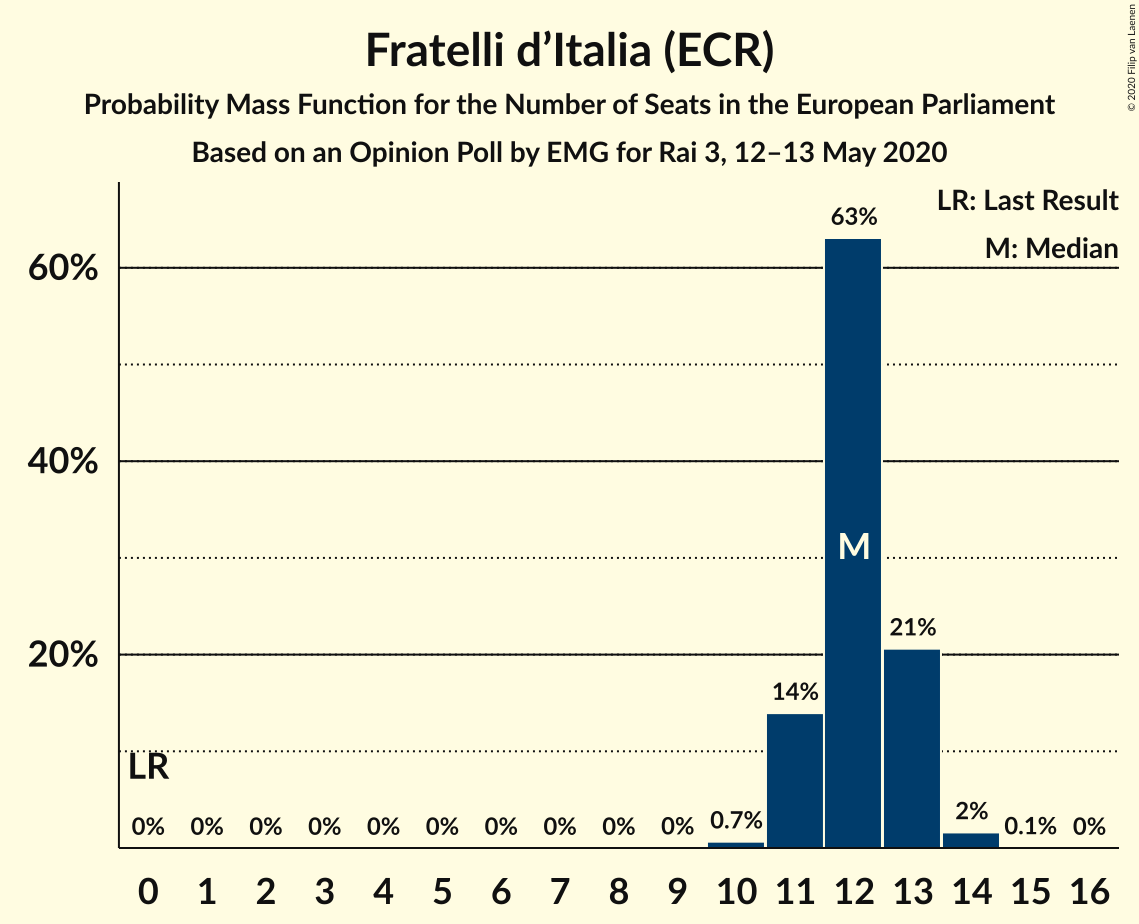 Fratelli d’Italia (ECR)
Probability Mass Function for the Number of Seats in the European Parliament
Based on an Opinion Poll by EMG for Rai 3, 12–13 May 2020
© 2020 Filip van Laenen
LR: Last Result
M: Median
60%
40%
20%
LR
M
0% 0% 0% 0% 0% 0% 0% 0% 0% 0% 0.7% 14% 63% 21% 2% 0.1% 0%
0 1 2 3 4 5 6 7 8 9 10 11 12 13 14 15 16